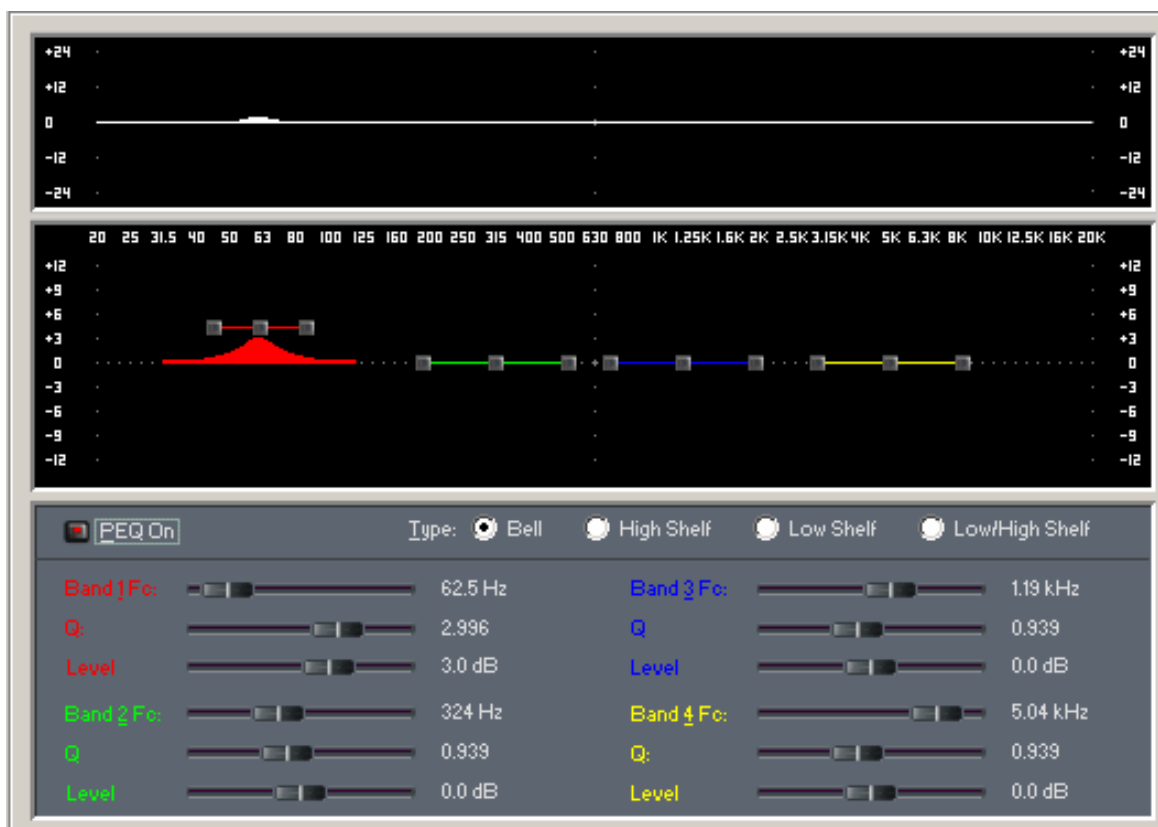 +24 +24
+12 +12
0 0
-12 -12
-24 -24
20 25 31.5 40 50 63 80 100 125 160 200 250 315 400 500 630 800 1K 1.25K 1.6K 2K 2.5K 3.15K 4K 5K 6.3K 8K 10K 12.5K 16K 20K
+12 +12
+9 +9
+6 +6
+3 +3
0 0
-3 -3
-6 -6
-9 -9
-12 -12
PEQ On Type: Bell High Shelf Low Shelf Low/High Shelf
Band 1 Fc: 62.5 Hz Band 3 Fc: 1.19 kHz
Q: 2.996 Q 0.939
Level 3.0 dB Level 0.0 dB
Band 2 Fc: 324 Hz Band 4 Fc: 5.04 kHz
Q 0.939 Q: 0.939
Level 0.0 dB Level 0.0 dB